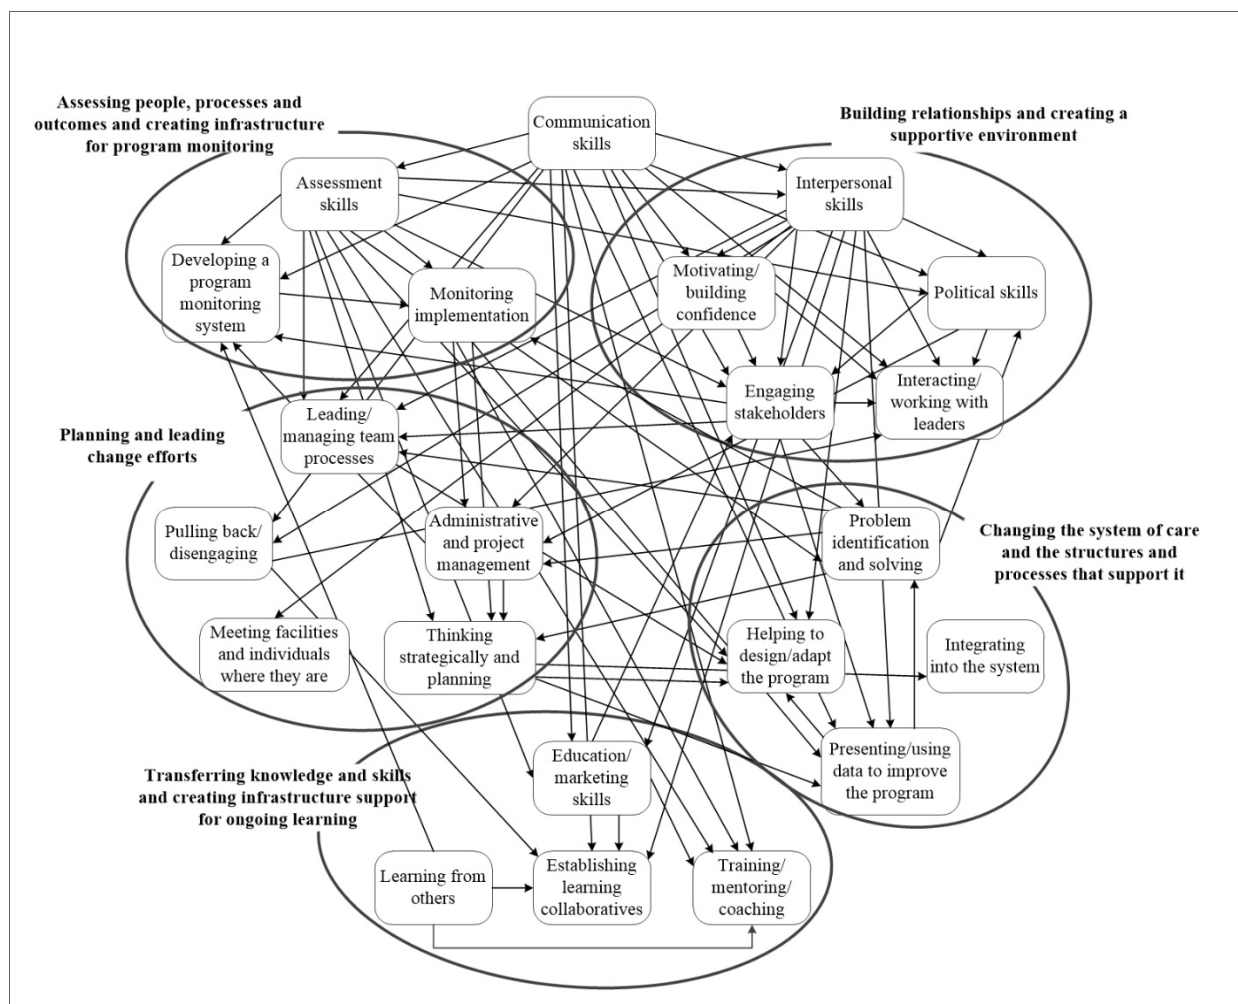 Assessing people, processes and
outcomes and creating infrastructure
for program monitoring
Communication
skills
Building relationships and creating a
supportive environment
Assessment
skills
Interpersonal
skills
Developing a
program
monitoring
system
Monitoring
implementation
Motivating/
building
confidence
Political skills
Engaging
stakeholders
Interacting/
working with
leaders
Planning and leading
change efforts
Leading/
managing team
processes
Pulling back/
disengaging
Administrative
and project
management
Problem
identification
and solving
Changing the system of care
and the structures and
processes that support it
Meeting facilities
and individuals
where they are
Thinking
strategically and
planning
Helping to
design/adapt
the program
Integrating
into the system
Transferring knowledge and skills
and creating infrastructure support
for ongoing learning
Education/
marketing
skills
Presenting/using
data to improve
the program
Learning from
others
Establishing
learning
collaboratives
Training/
mentoring/
coaching